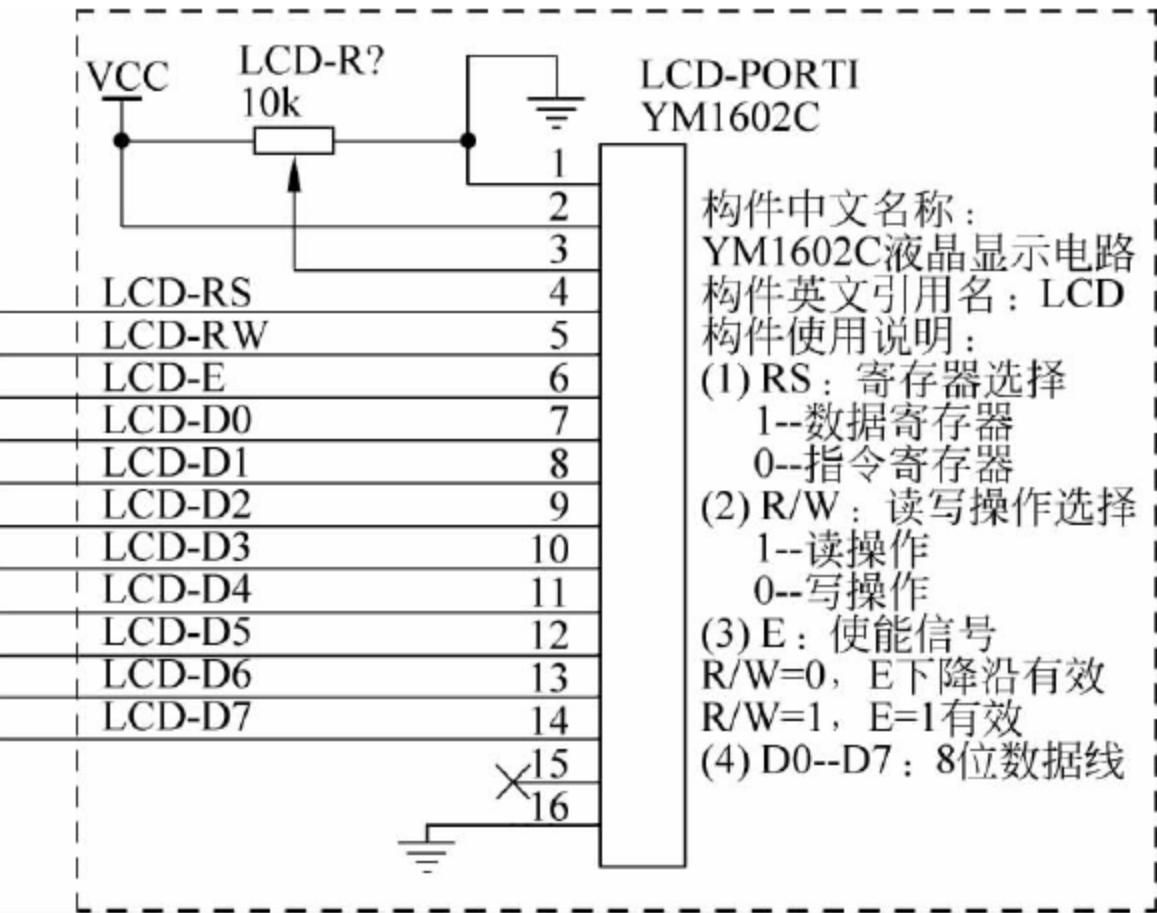 VCC
LCD-R?
10k
LCD-PORTI
YM1602C
1
2
3
LCD-RS 4
LCD-RW 5
LCD-E 6
LCD-D0 7
LCD-D1 8
LCD-D2 9
LCD-D3 10
LCD-D4 11
LCD-D5 12
LCD-D6 13
LCD-D7 14
15
16
构件中文名称：
YM1602C液晶显示电路
构件英文引用名：LCD
构件使用说明：
(1) RS：寄存器选择
1--数据寄存器
0--指令寄存器
(2) R/W：读写操作选择
1--读操作
0--写操作
(3) E：使能信号
R/W=0，E下降沿有效
R/W=1，E=1有效
(4) D0--D7：8位数据线